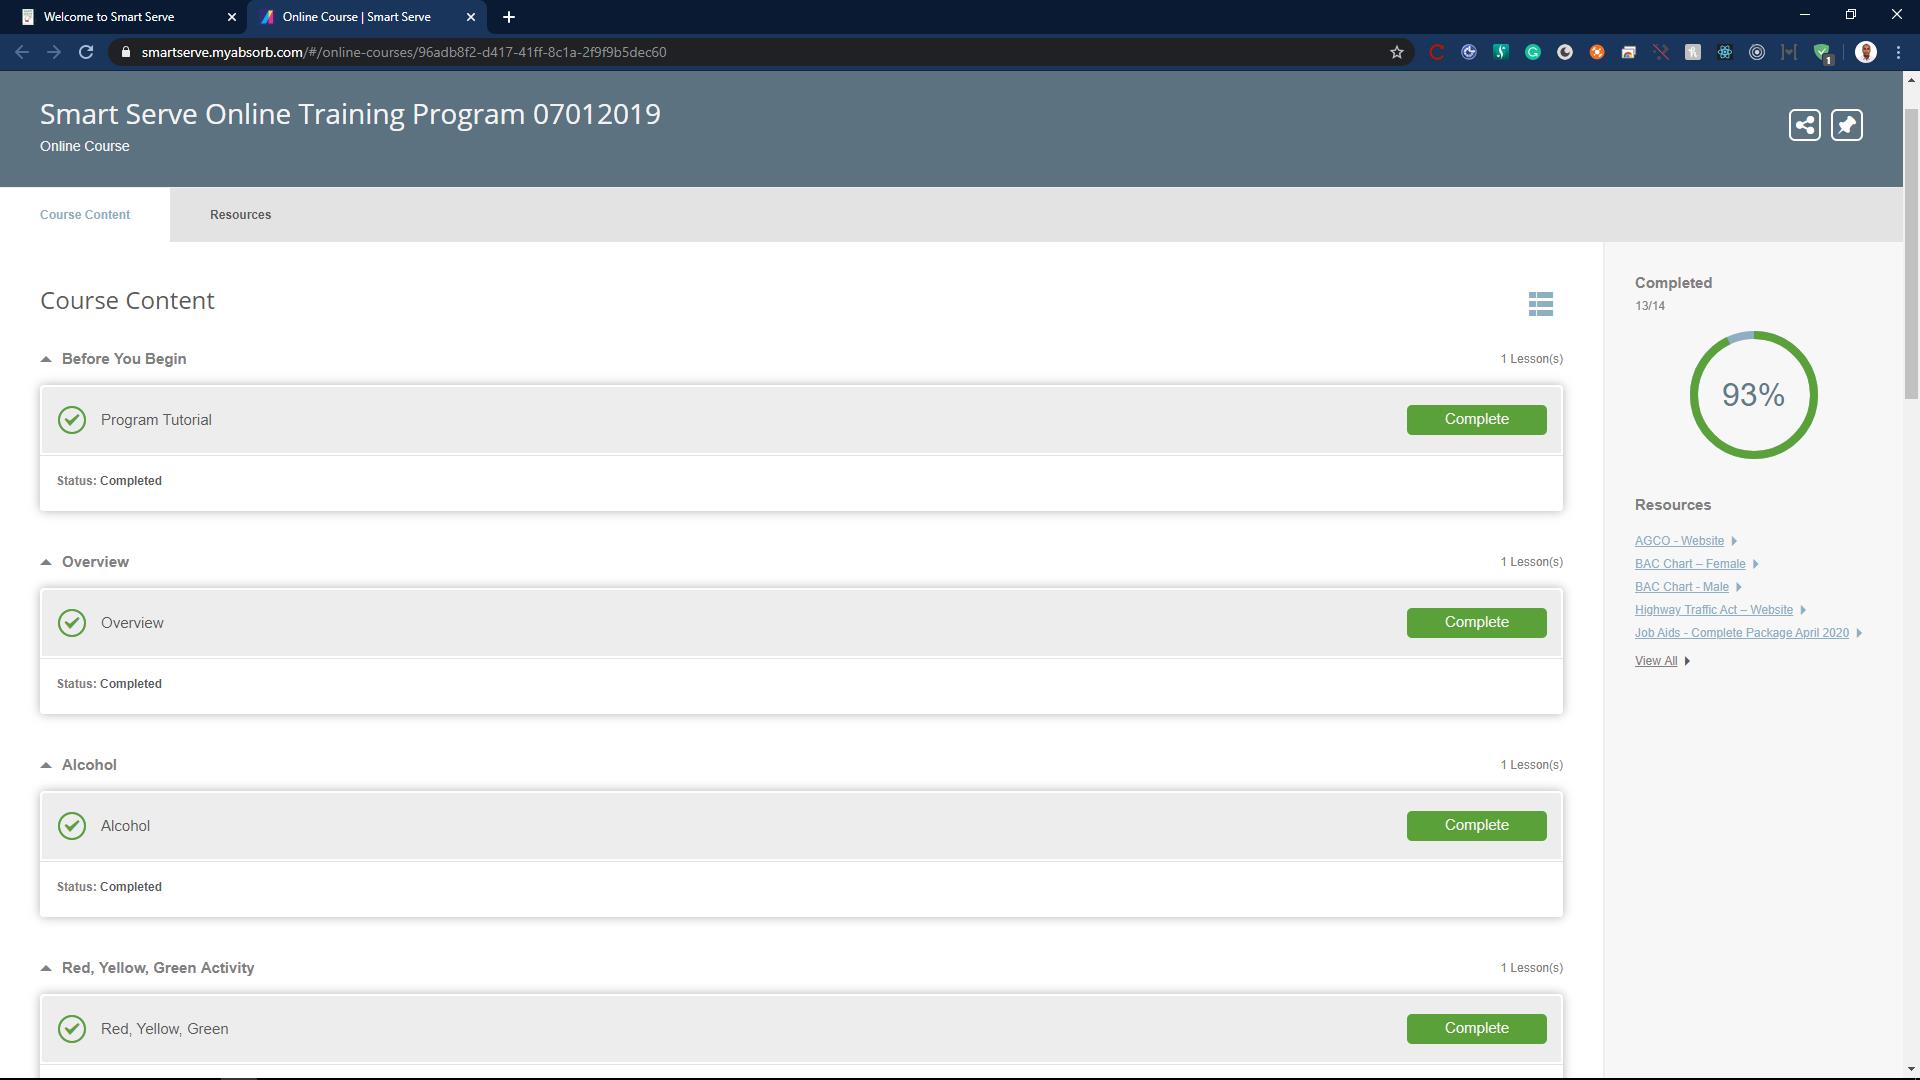 Welcome to Smart Serve
Online Course | Smart Serve
smartserve.myabsorb.com/#/online-courses/96adb8f2-d417-41ff-8c1a-2f9f9b5dec60
1
Smart Serve Online Training Program 07012019
Online Course
Course Content
Resources
Course Content
Completed
13/14
93%
Before You Begin
1 Lesson(s)
Program Tutorial
Complete
Status: Completed
Resources
AGCO - Website
BAC Chart – Female
BAC Chart - Male
Highway Traffic Act – Website
Job Aids - Complete Package April 2020
View All
Overview
1 Lesson(s)
Overview
Complete
Status: Completed
Alcohol
1 Lesson(s)
Alcohol
Complete
Status: Completed
Red, Yellow, Green Activity
1 Lesson(s)
Red, Yellow, Green
Complete